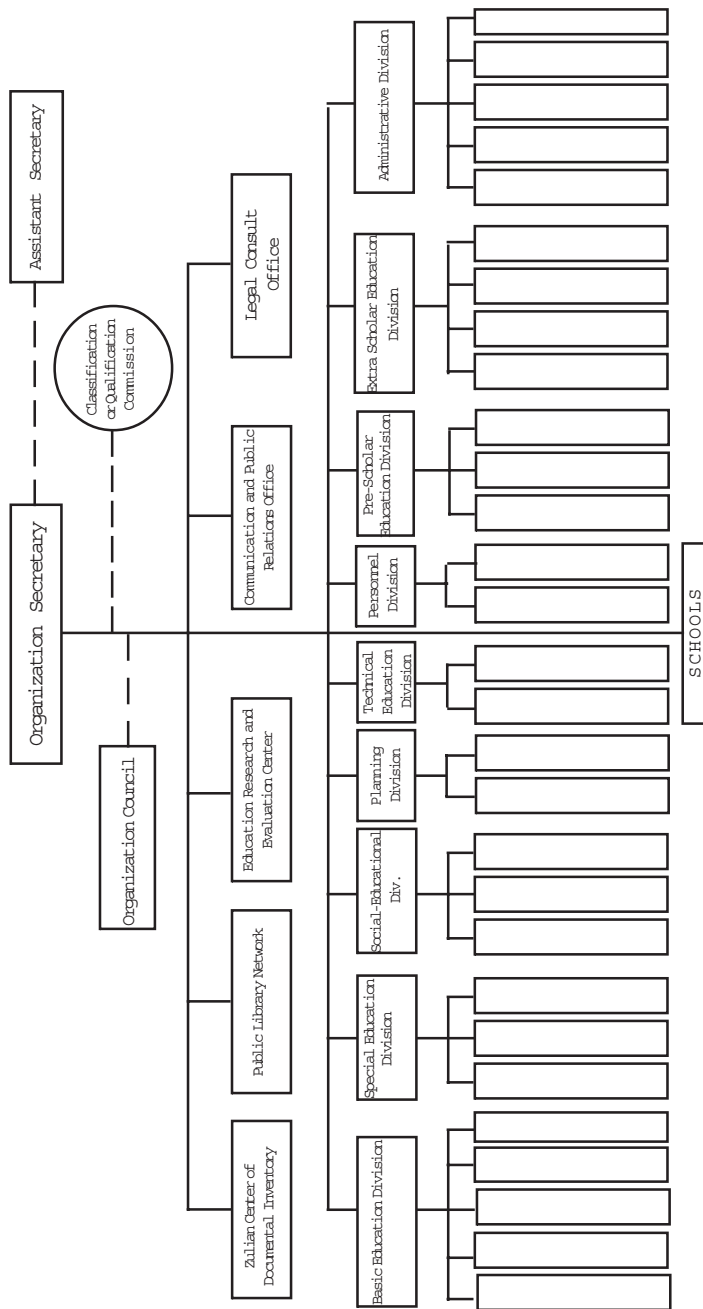 Organization Secretary
Assistant Secretary
Classification
or Qualification
Commission
Organization Council
Zulian Center of
Documental Inventory
Public Library Network
Education Research and
Evaluation Center
Communication and Public
Relations Office
Legal Consult
Office
Basic Education Division
Special Education
Division
Social-Educational
Div.
Planning
Division
Technical
Education
Division
Personnel
Division
Pre-Scholar
Education Division
Extra Scholar Education
Division
Administrative Division
SCHOOLS